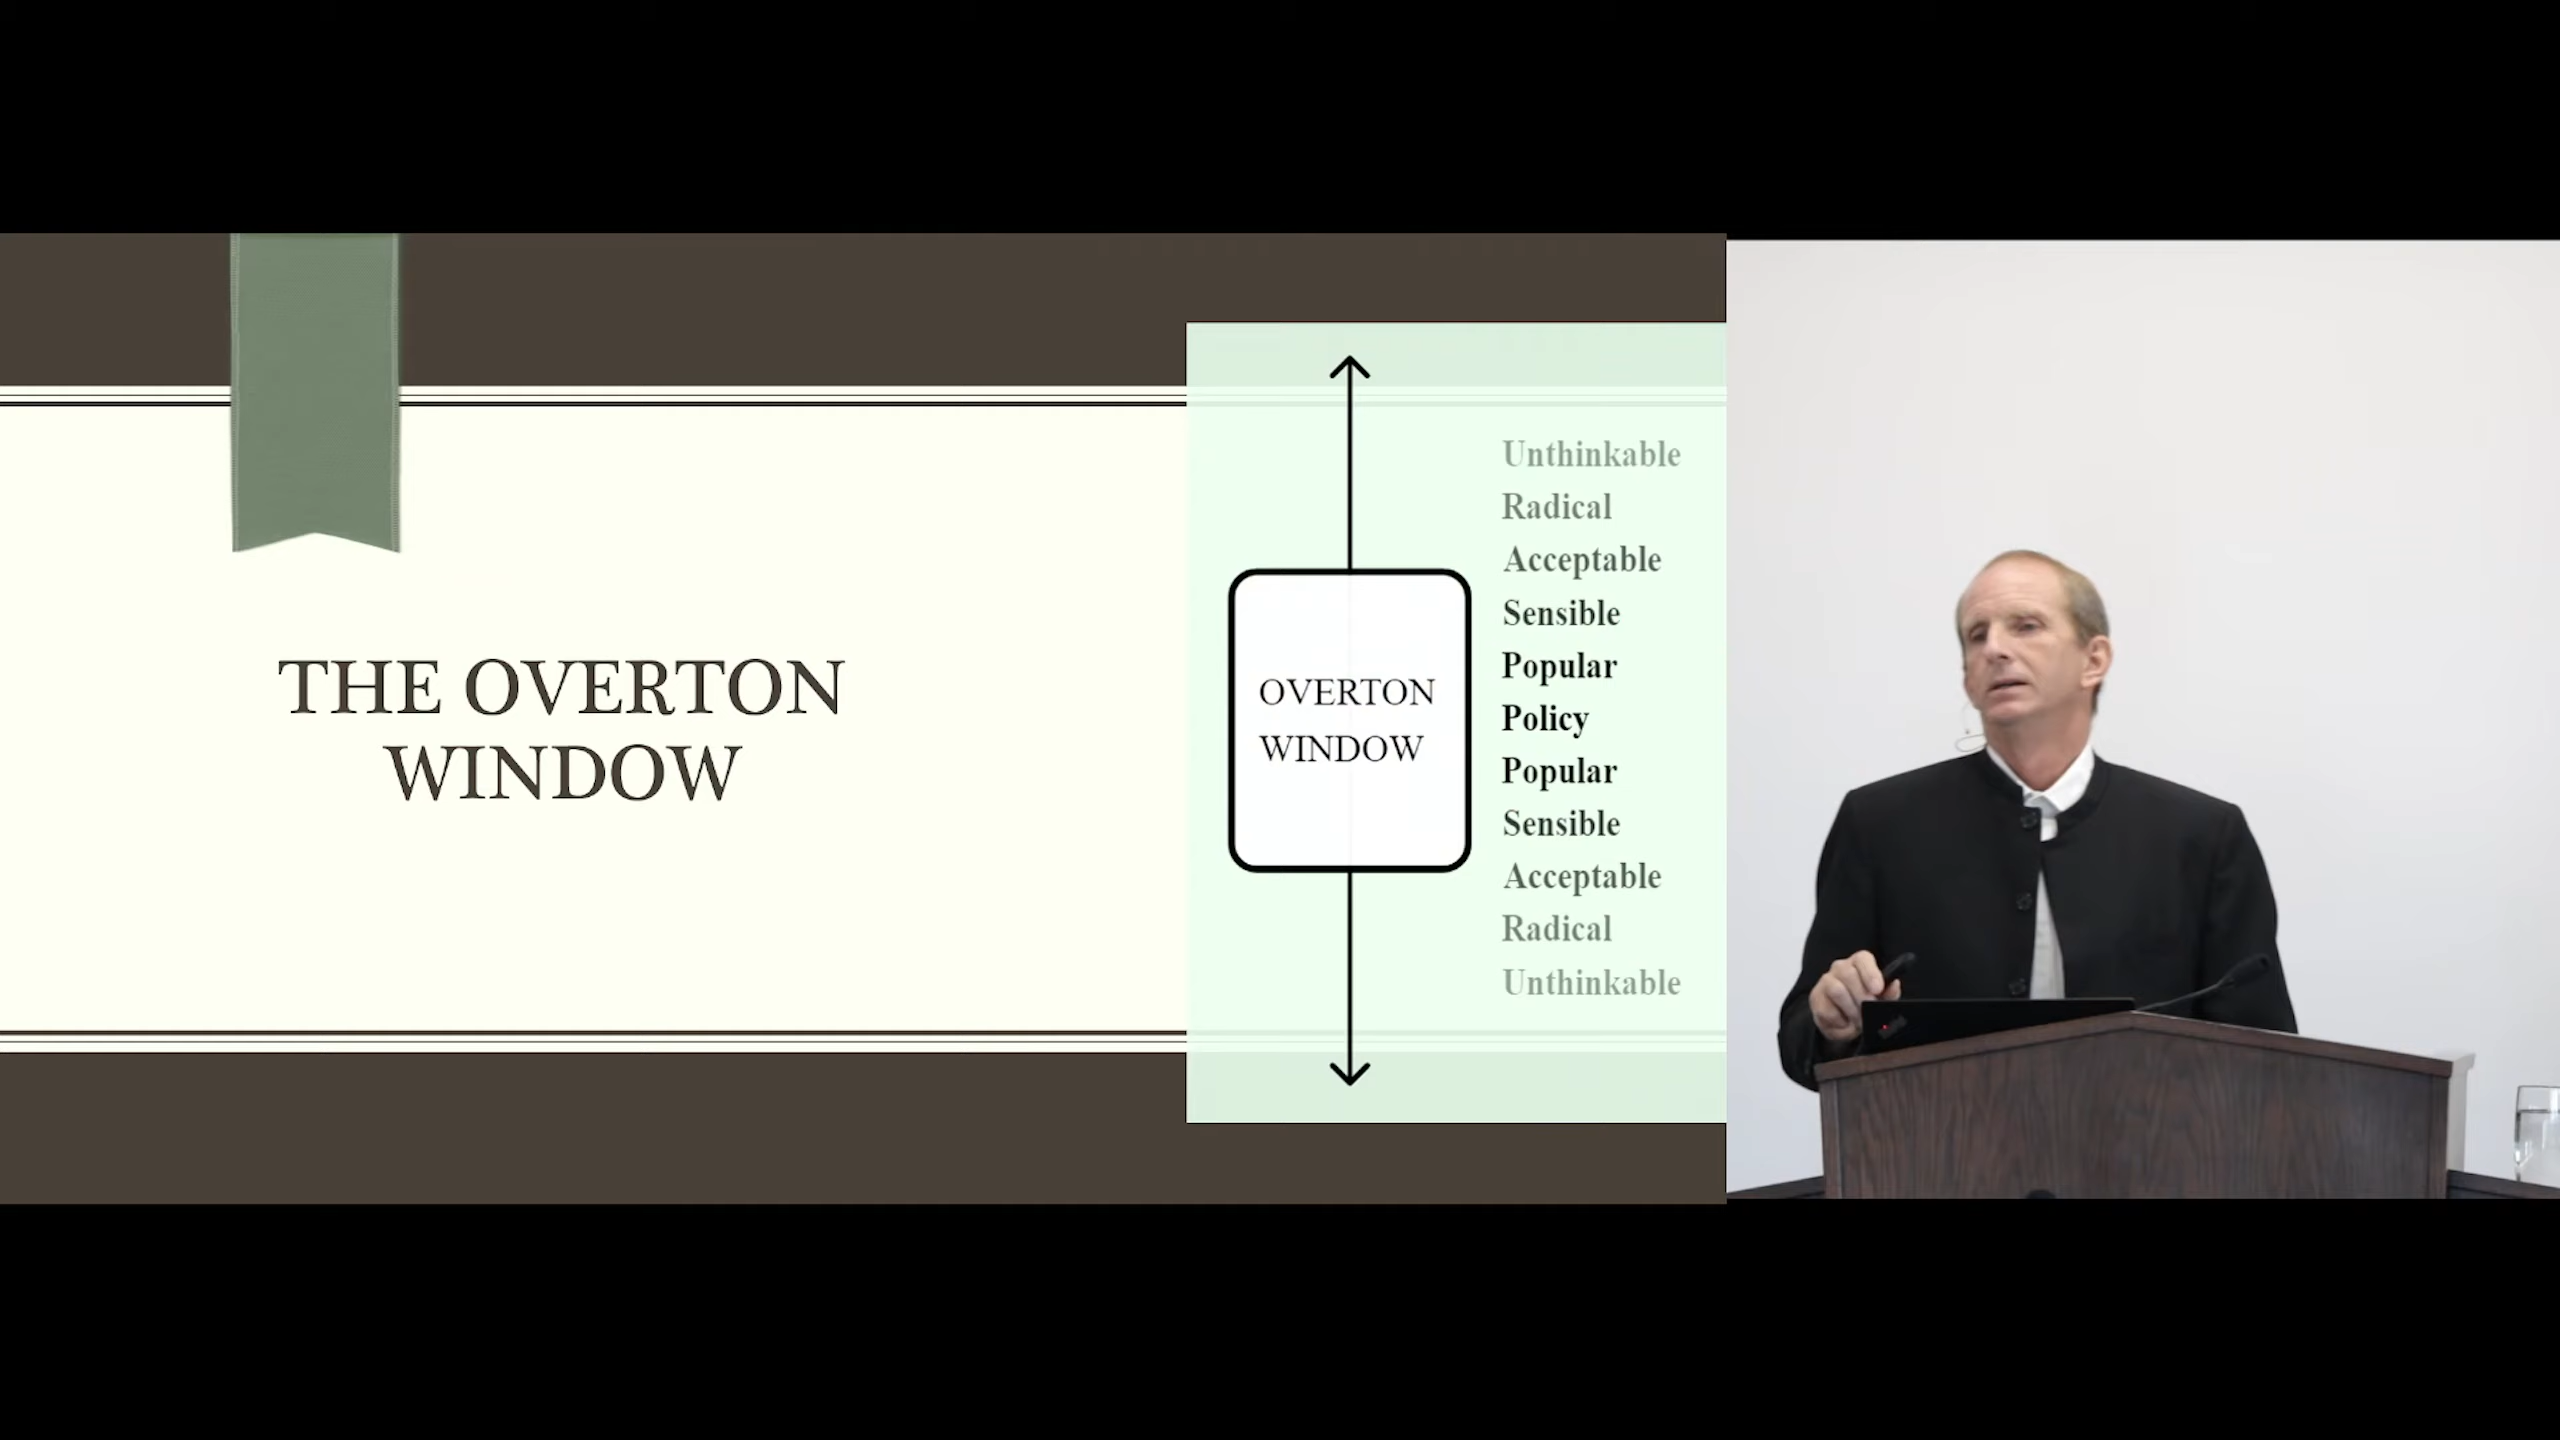 THE OVERTON
WINDOW
OVERTON
WINDOW
Unthinkable
Radical
Acceptable
Sensible
Popular
Policy
Popular
Sensible
Acceptable
Radical
Unthinkable